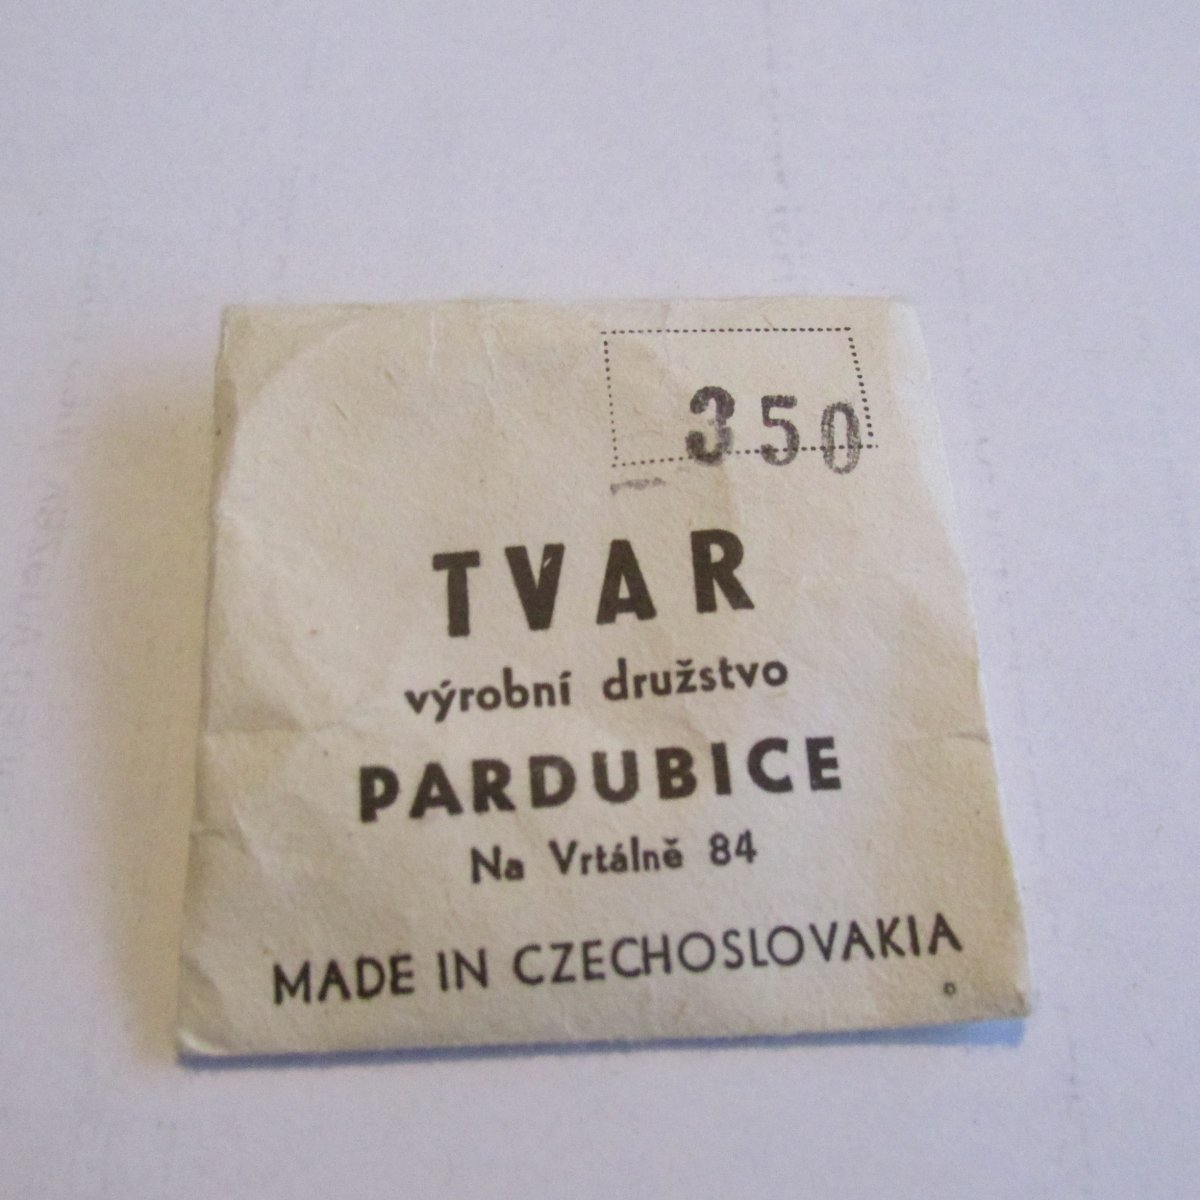 350
TVAR
výrobní družstvo
PARDUBICE
Na Vrtálně 84
MADE IN CZECHOSLOVAKIA